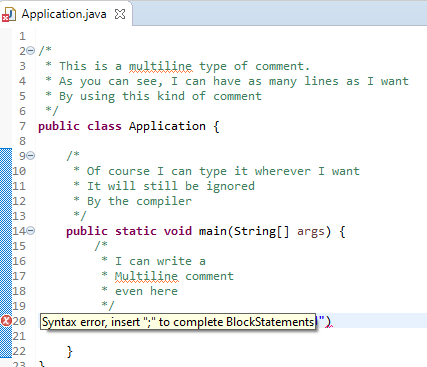 Application.java
1
2 /*
3 * This is a multiline type of comment.
4 * As you can see, I can have as many lines as I want
5 * By using this kind of comment
6 */
7 public class Application {
8
9 /*
10 * Of course I can type it wherever I want
11 * It will still be ignored
12 * By the compiler
13 */
14 public static void main(String[] args) {
15 /*
16 * I can write a
17 * Multiline comment
18 * even here
19 */
20 Syntax error, insert ";" to complete BlockStatements ")
21
22 }
23 }